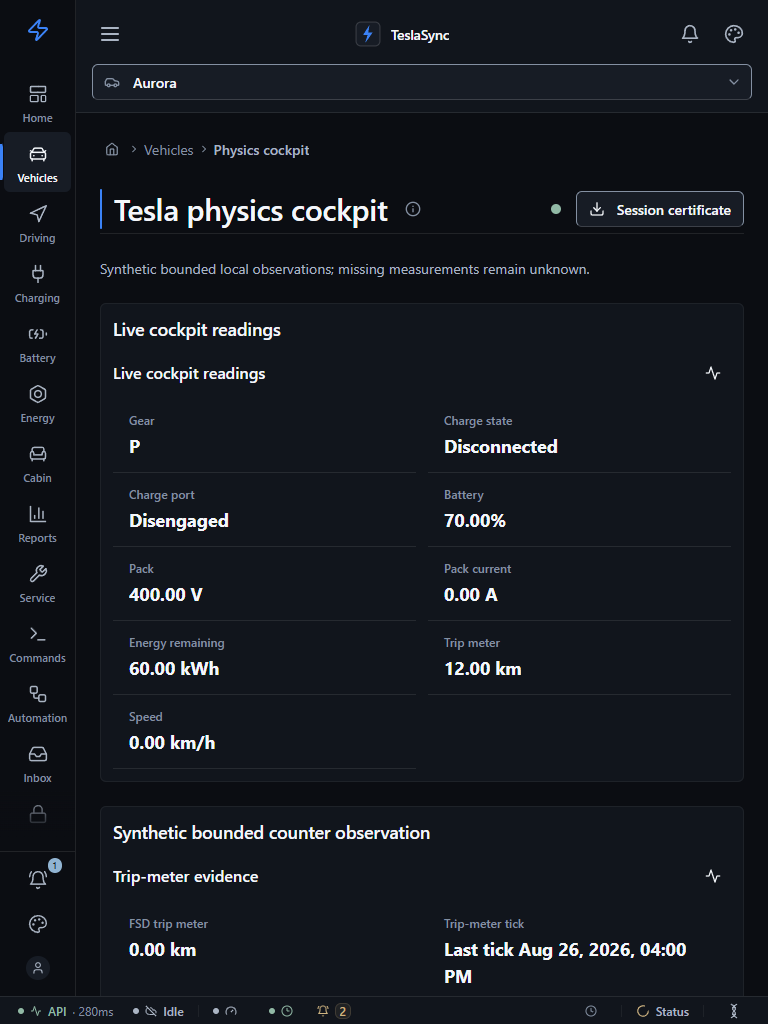 TeslaSync
Aurora
Home
Vehicles
Driving
Charging
Battery
Energy
Cabin
Reports
Service
Commands
Automation
Inbox
1
Vehicles
Physics cockpit
Tesla physics cockpit
Session certificate
Synthetic bounded local observations; missing measurements remain unknown.
Live cockpit readings
Live cockpit readings
Gear
P
Charge state
Disconnected
Charge port
Disengaged
Battery
70.00%
Pack
400.00 V
Pack current
0.00 A
Energy remaining
60.00 kWh
Trip meter
12.00 km
Speed
0.00 km/h
Synthetic bounded counter observation
Trip-meter evidence
FSD trip meter
0.00 km
Trip-meter tick
Last tick Aug 26, 2026, 04:00
PM
API · 280ms
Idle
2
Status